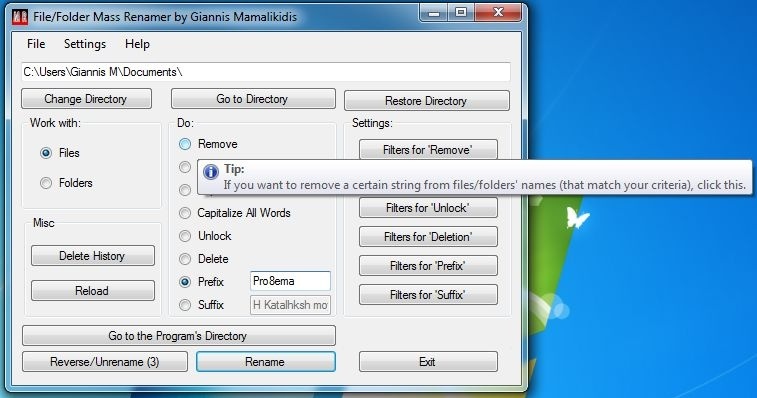 File/Folder Mass Renamer by Giannis Mamalikidis
File Settings Help
C:\Users\Giannis M\Documents\
Change Directory Go to Directory Restore Directory
Work with: Do: Settings:
Files
Folders
Remove
Filters for 'Remove'
Tip:
If you want to remove a certain string from files/folders' names (that match your criteria), click this.
Capitalize All Words
Unlock
Delete
Prefix Pro8ema
Suffix H Katalhksh mo
Filters for 'Unlock'
Filters for 'Deletion'
Filters for 'Prefix'
Filters for 'Suffix'
Misc
Delete History
Reload
Go to the Program's Directory
Reverse/Unrename (3) Rename Exit